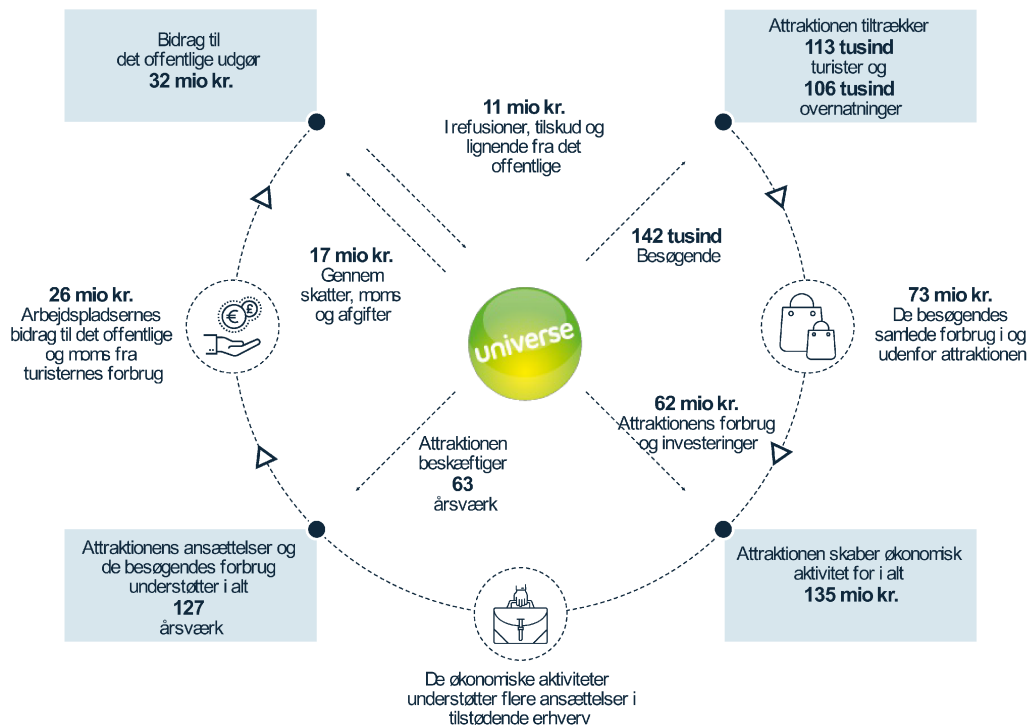 Bidrag til
det offentlige udgør
32 mio kr.
11 mio kr.
I refusioner, tilskud og
lignende fra det
offentlige
Attraktionen tiltrækker
113 tusind
turister og
106 tusind
overnatninger
17 mio kr.
Gennem
skatter, moms
og afgifter
142 tusind
Besøgende
26 mio kr.
Arbejdspladsernes
bidrag til det offentlige
og moms fra
turisternes forbrug
€ £
universe
73 mio kr.
De besøgendes
samlede forbrug i og
udenfor attraktionen
62 mio kr.
Attraktionens forbrug
og investeringer
Attraktionen
beskæftiger
63
årsværk
Attraktionens ansættelser og
de besøgendes forbrug
understøtter i alt
127
årsværk
Attraktionen skaber økonomisk
aktivitet for i alt
135 mio kr.
De økonomiske aktiviteter
understøtter flere ansættelser i
tilstødende erhverv